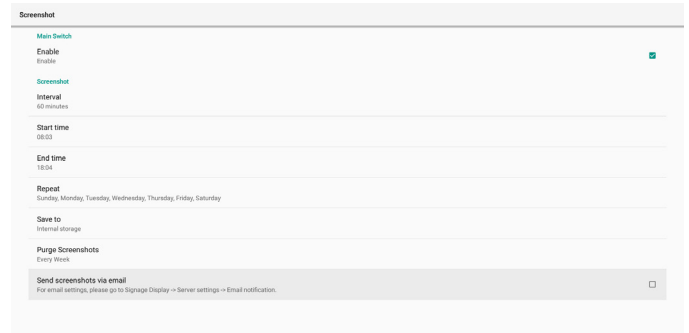 Screenshot
Main Switch
Enable
Enable
Screenshot
Interval
60 minutes
Start time
08:03
End time
18:04
Repeat
Sunday, Monday, Tuesday, Wednesday, Thursday, Friday, Saturday
Save to
Internal storage
Purge Screenshots
Every Week
Send screenshots via email
For email settings, please go to Signage Display -> Server settings -> Email notification.